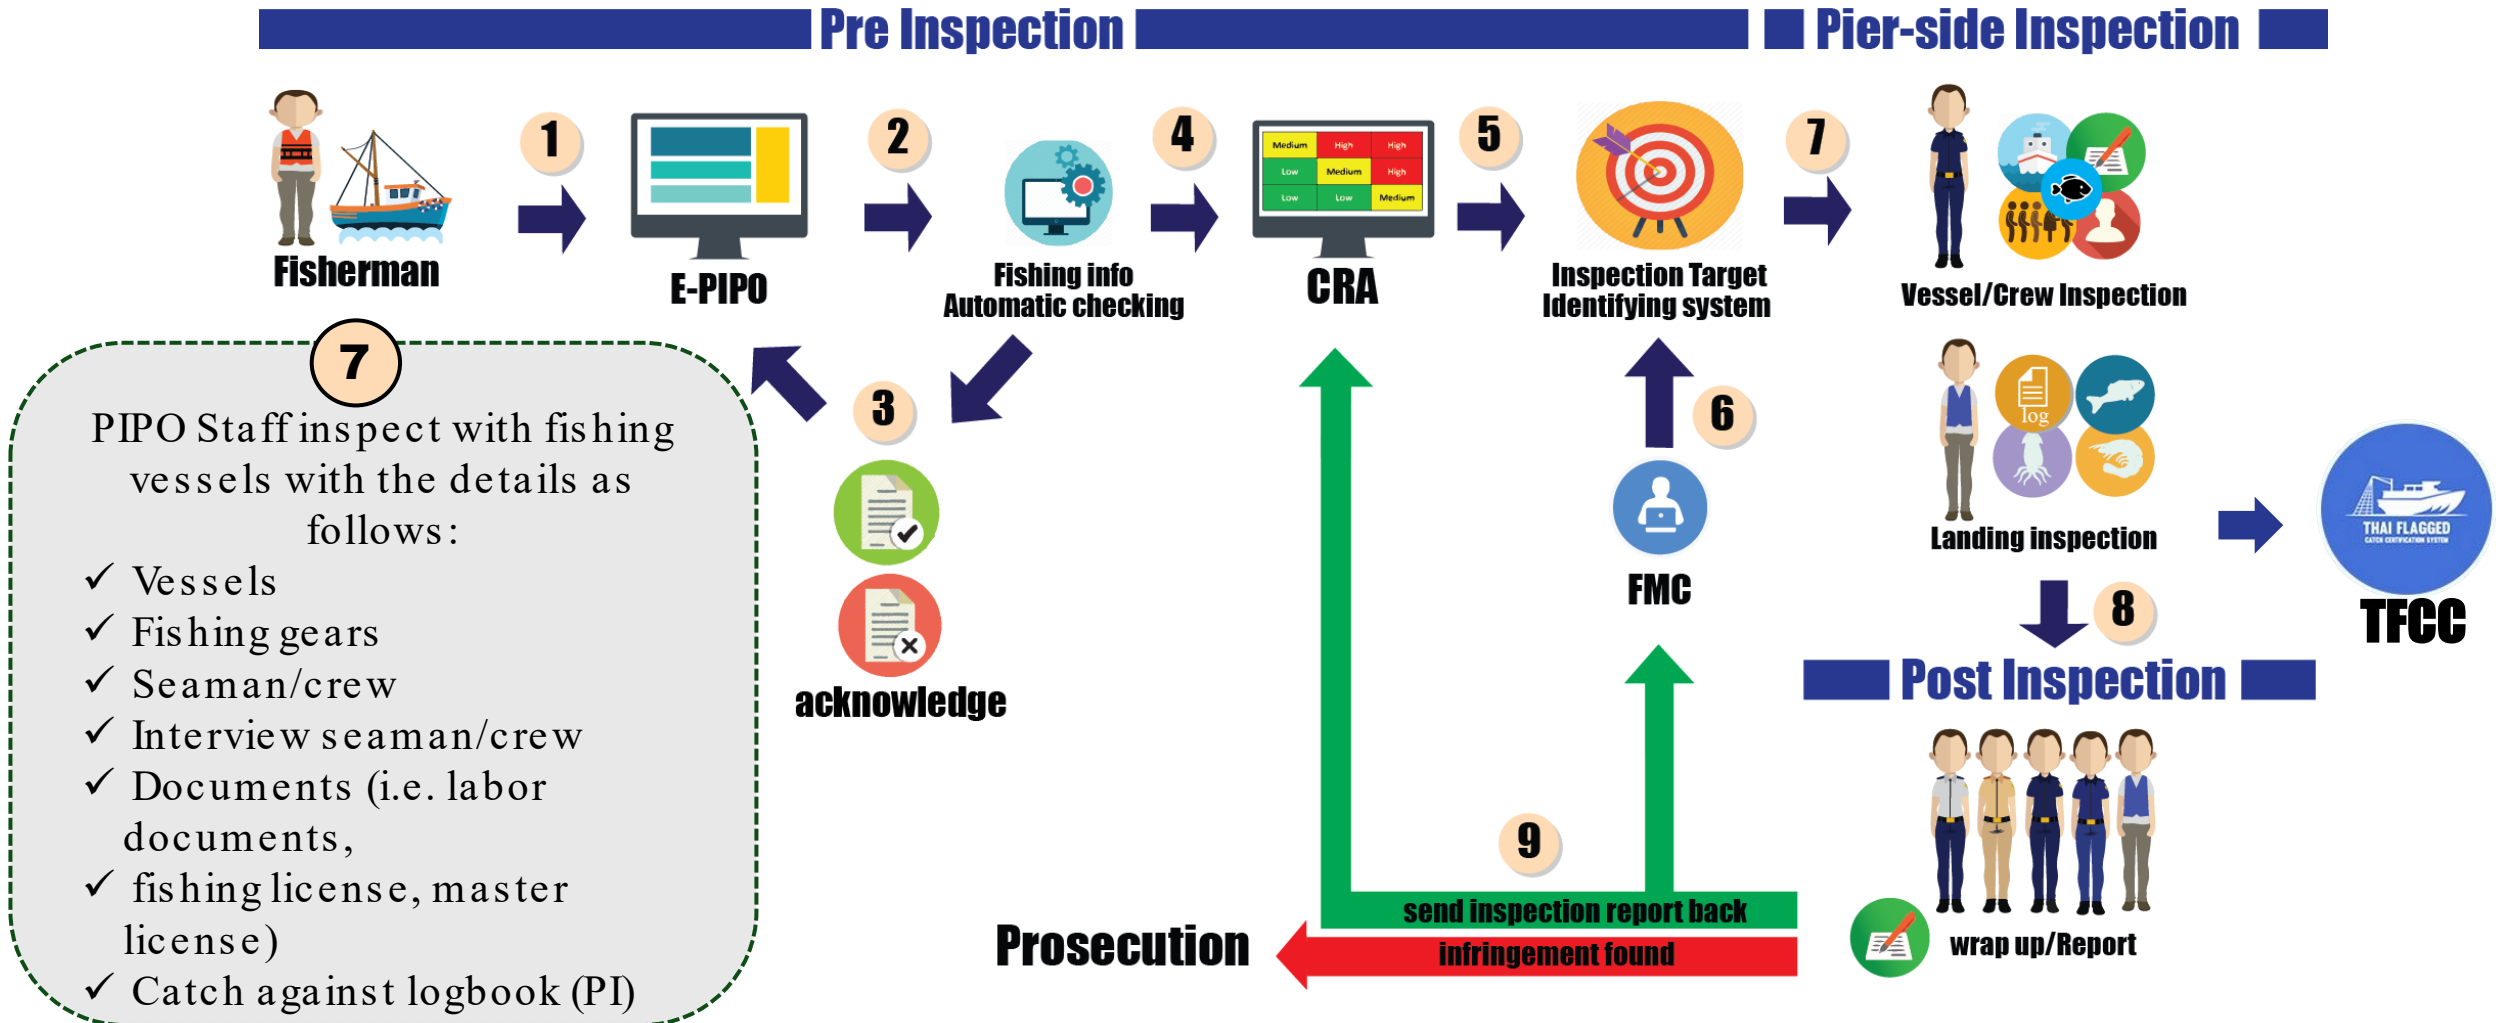 Pre Inspection
Pier-side Inspection
1
2
4
5
7
Medium High High
Low Medium High
Low Low Medium
Fisherman
E-PIPO
Fishing info
Automatic checking
CRA
Inspection Target
Identifying system
Vessel/Crew Inspection
7
PIPO Staff inspect with fishing
vessels with the details as
follows:
✓ Vessels
✓ Fishing gears
✓ Seaman/crew
✓ Interview seaman/crew
✓ Documents (i.e. labor
documents,
✓ fishing license, master
license)
✓ Catch against logbook (PI)
3
acknowledge
6
FMC
log
Landing inspection
THAI FLAGGED
CATCH CERTIFICATION SYSTEM
TFCC
8
Post Inspection
9
send inspection report back
infringement found
Prosecution
wrap up/Report